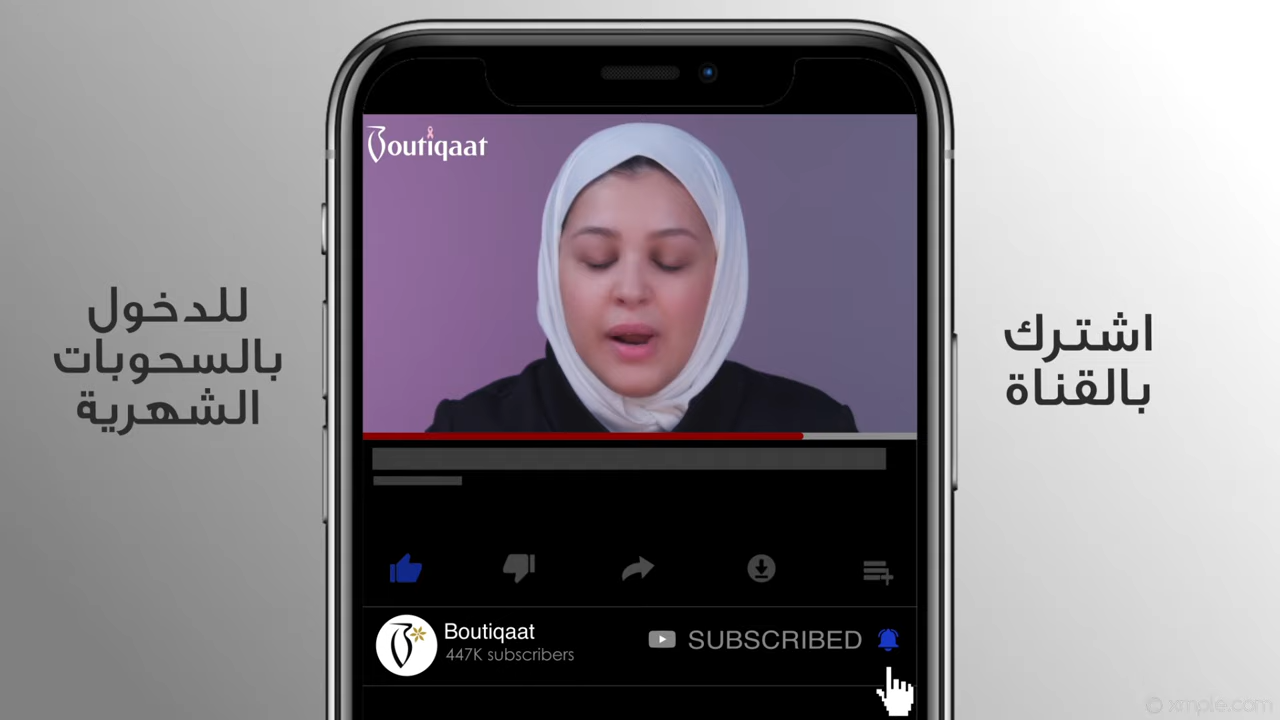 اشترك
بالقناة
للدخول
بالسحوبات
الشهرية
Boutiqaat
Boutiqaat
447K subscribers
SUBSCRIBED
© xmple.com